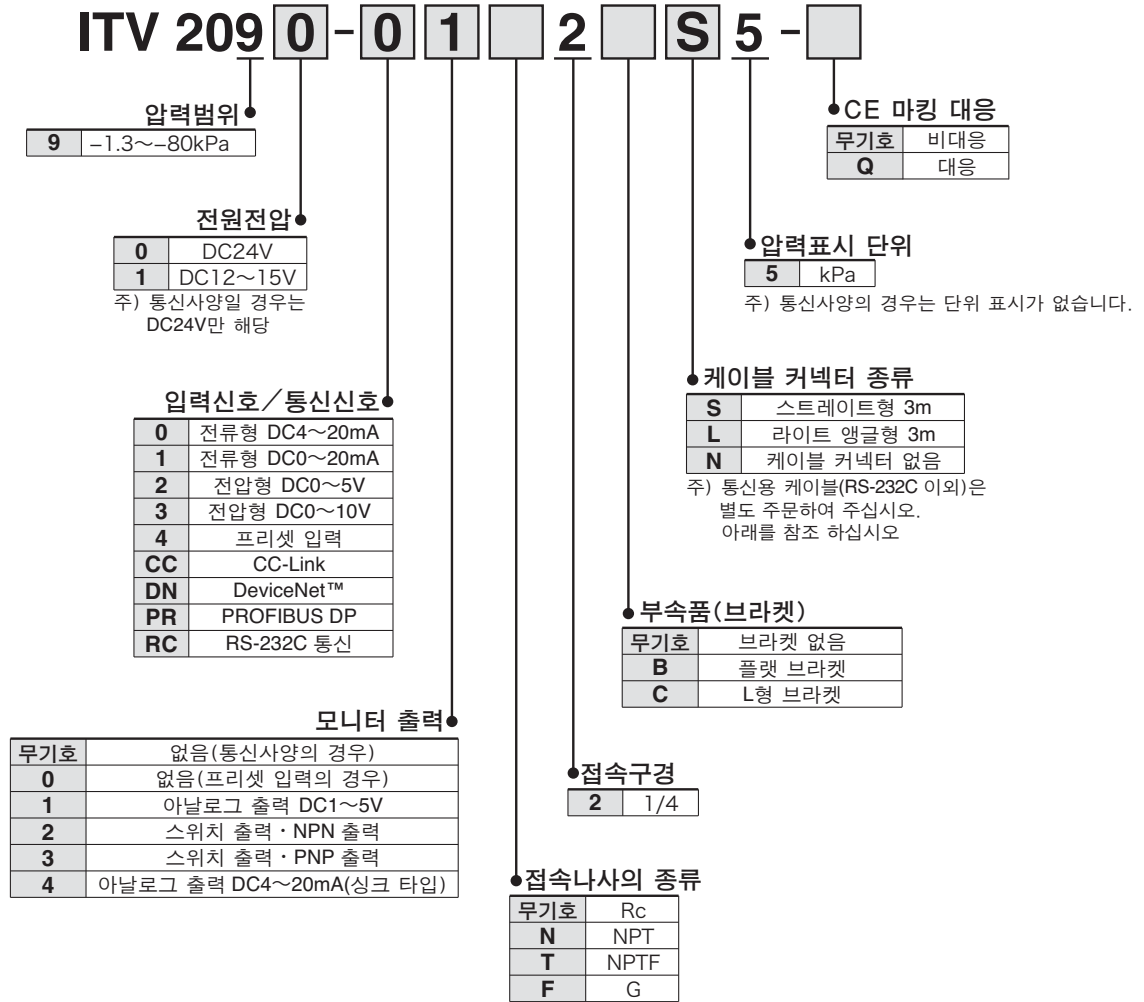 ITV 209 0 - 0 1 2 S 5 -
압력범위
9 −1.3～−80kPa
전원전압
0 DC24V
1 DC12～15V
주) 통신사양일 경우는
DC24V만 해당
입력신호／통신신호
0 전류형 DC4～20mA
1 전류형 DC0～20mA
2 전압형 DC0～5V
3 전압형 DC0～10V
4 프리셋 입력
CC CC-Link
DN DeviceNet™
PR PROFIBUS DP
RC RS-232C 통신
모니터 출력
무기호 없음(통신사양의 경우)
0 없음(프리셋 입력의 경우)
1 아날로그 출력 DC1～5V
2 스위치 출력・NPN 출력
3 스위치 출력・PNP 출력
4 아날로그 출력 DC4～20mA(싱크 타입)
접속나사의 종류
무기호 Rc
N NPT
T NPTF
F G
접속구경
2 1/4
부속품(브라켓)
무기호 브라켓 없음
B 플랫 브라켓
C L형 브라켓
케이블 커넥터 종류
S 스트레이트형 3m
L 라이트 앵글형 3m
N 케이블 커넥터 없음
주) 통신용 케이블(RS-232C 이외)은
별도 주문하여 주십시오.
아래를 참조 하십시오
압력표시 단위
5 kPa
주) 통신사양의 경우는 단위 표시가 없습니다.
CE 마킹 대응
무기호 비대응
Q 대응